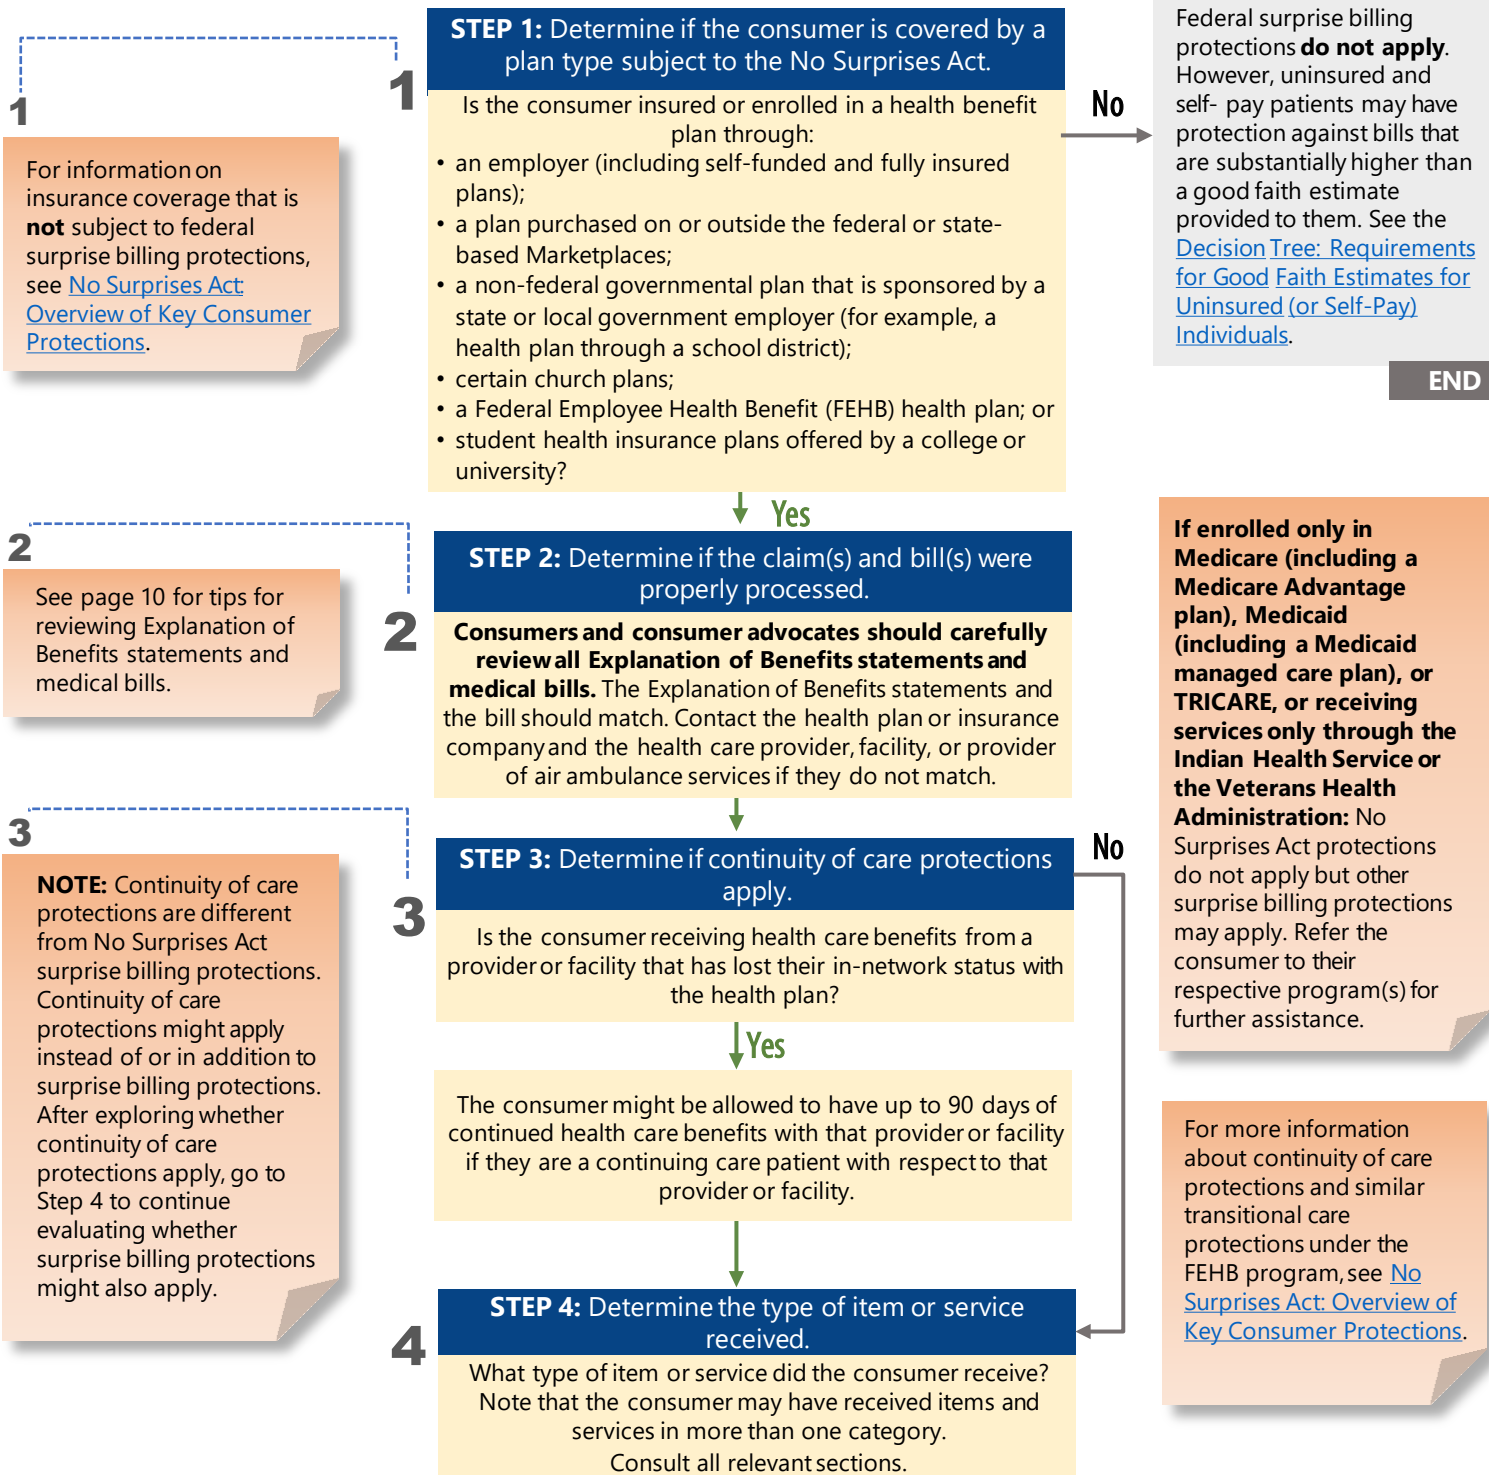 1
STEP 1: Determine if the consumer is covered by a
plan type subject to the No Surprises Act.
Is the consumer insured or enrolled in a health benefit
plan through:
• an employer (including self-funded and fully insured
plans);
• a plan purchased on or outside the federal or state-
based Marketplaces;
• a non-federal governmental plan that is sponsored by a
state or local government employer (for example, a
health plan through a school district);
• certain church plans;
• a Federal Employee Health Benefit (FEHB) health plan; or
• student health insurance plans offered by a college or
university?
No
Federal surprise billing
protections do not apply.
However, uninsured and
self- pay patients may have
protection against bills that
are substantially higher than
a good faith estimate
provided to them. See the
Decision Tree: Requirements
for Good Faith Estimates for
Uninsured (or Self-Pay)
Individuals.
END
1
For information on
insurance coverage that is
not subject to federal
surprise billing protections,
see No Surprises Act:
Overview of Key Consumer
Protections.
Yes
2
STEP 2: Determine if the claim(s) and bill(s) were
properly processed.
Consumers and consumer advocates should carefully
review all Explanation of Benefits statements and
medical bills. The Explanation of Benefits statements and
the bill should match. Contact the health plan or insurance
company and the health care provider, facility, or provider
of air ambulance services if they do not match.
2
See page 10 for tips for
reviewing Explanation of
Benefits statements and
medical bills.
If enrolled only in
Medicare (including a
Medicare Advantage
plan), Medicaid
(including a Medicaid
managed care plan), or
TRICARE, or receiving
services only through the
Indian Health Service or
the Veterans Health
Administration: No
Surprises Act protections
do not apply but other
surprise billing protections
may apply. Refer the
consumer to their
respective program(s) for
further assistance.
3
STEP 3: Determine if continuity of care protections
apply.
Is the consumer receiving health care benefits from a
provider or facility that has lost their in-network status with
the health plan?
No
Yes
The consumer might be allowed to have up to 90 days of
continued health care benefits with that provider or facility
if they are a continuing care patient with respect to that
provider or facility.
3
NOTE: Continuity of care
protections are different
from No Surprises Act
surprise billing protections.
Continuity of care
protections might apply
instead of or in addition to
surprise billing protections.
After exploring whether
continuity of care
protections apply, go to
Step 4 to continue
evaluating whether
surprise billing protections
might also apply.
For more information
about continuity of care
protections and similar
transitional care
protections under the
FEHB program, see No
Surprises Act: Overview of
Key Consumer Protections.
4
STEP 4: Determine the type of item or service
received.
What type of item or service did the consumer receive?
Note that the consumer may have received items and
services in more than one category.
Consult all relevant sections.